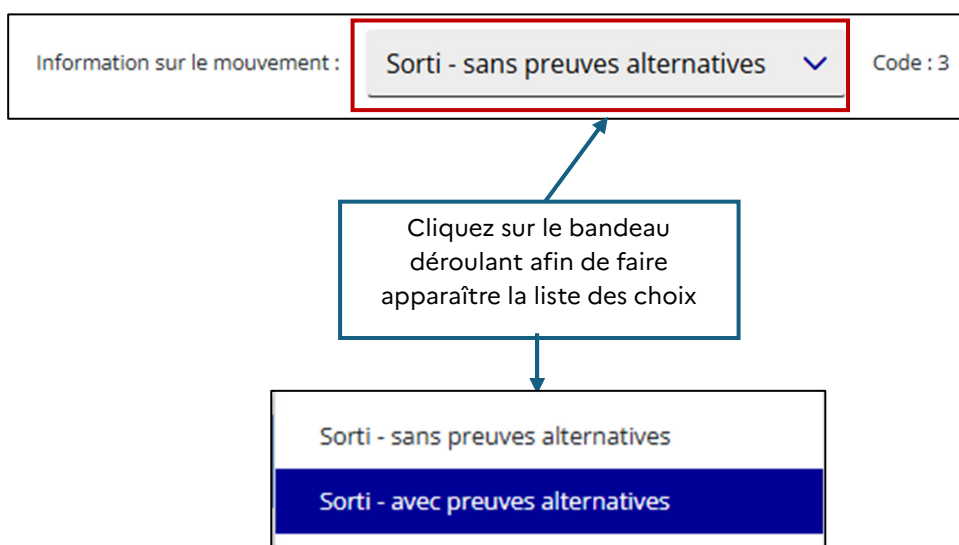 Information sur le mouvement : Sorti - sans preuves alternatives Code : 3
Cliquez sur le bandeau
déroulant afin de faire
apparaître la liste des choix
Sorti - sans preuves alternatives
Sorti - avec preuves alternatives